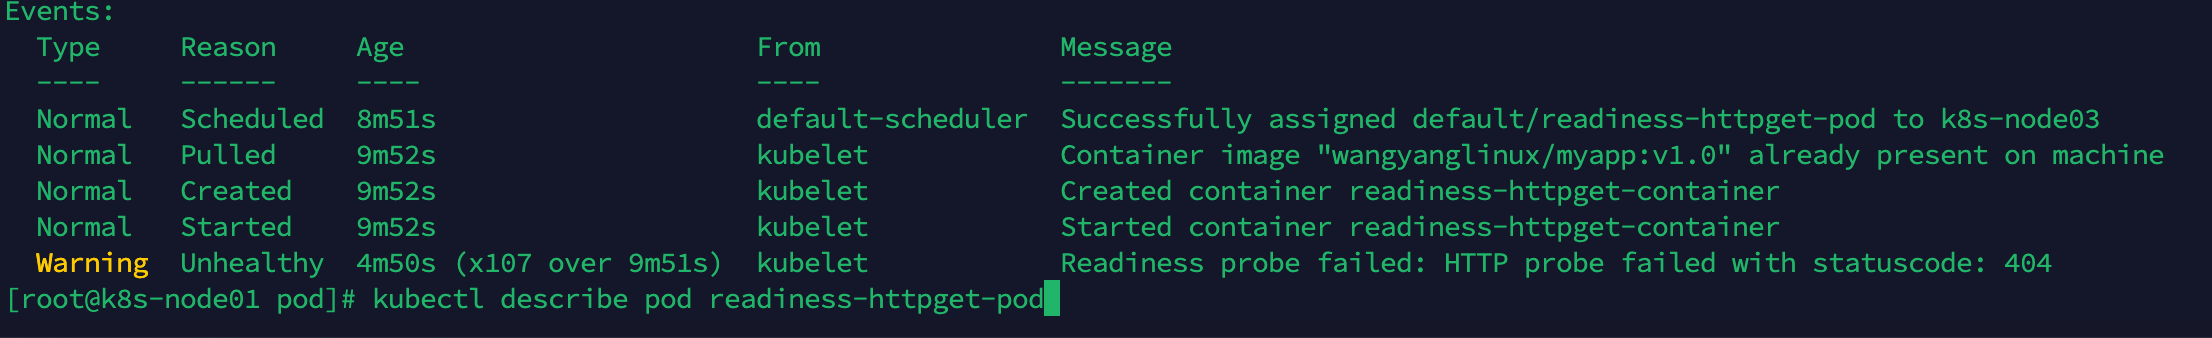 Events:
  Type     Reason     Age                     From               Message
  ----     ------     ----                    ----               -------
  Normal   Scheduled  8m51s                   default-scheduler  Successfully assigned default/readiness-httpget-pod to k8s-node03
  Normal   Pulled     9m52s                   kubelet            Container image "wangyanglinux/myapp:v1.0" already present on machine
  Normal   Created    9m52s                   kubelet            Created container readiness-httpget-container
  Normal   Started    9m52s                   kubelet            Started container readiness-httpget-container
  Warning  Unhealthy  4m50s (x107 over 9m51s)  kubelet            Readiness probe failed: HTTP probe failed with statuscode: 404
[root@k8s-node01 pod]# kubectl describe pod readiness-httpget-pod